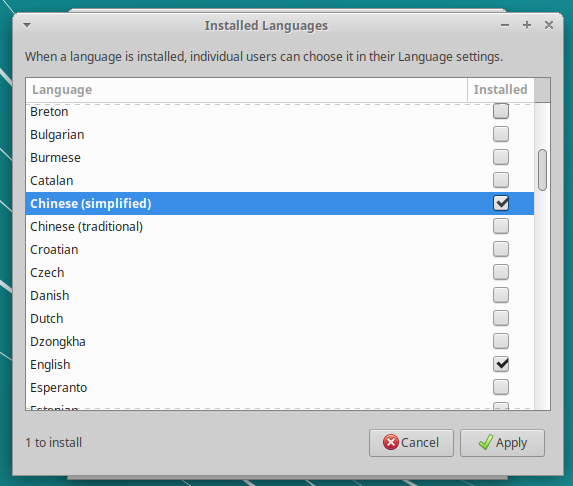 Installed Languages
When a language is installed, individual users can choose it in their Language settings.
Language Installed
Breton
Bulgarian
Burmese
Catalan
Chinese (simplified)
Chinese (traditional)
Croatian
Czech
Danish
Dutch
Dzongkha
English
Esperanto
Estonian
1 to install Cancel Apply